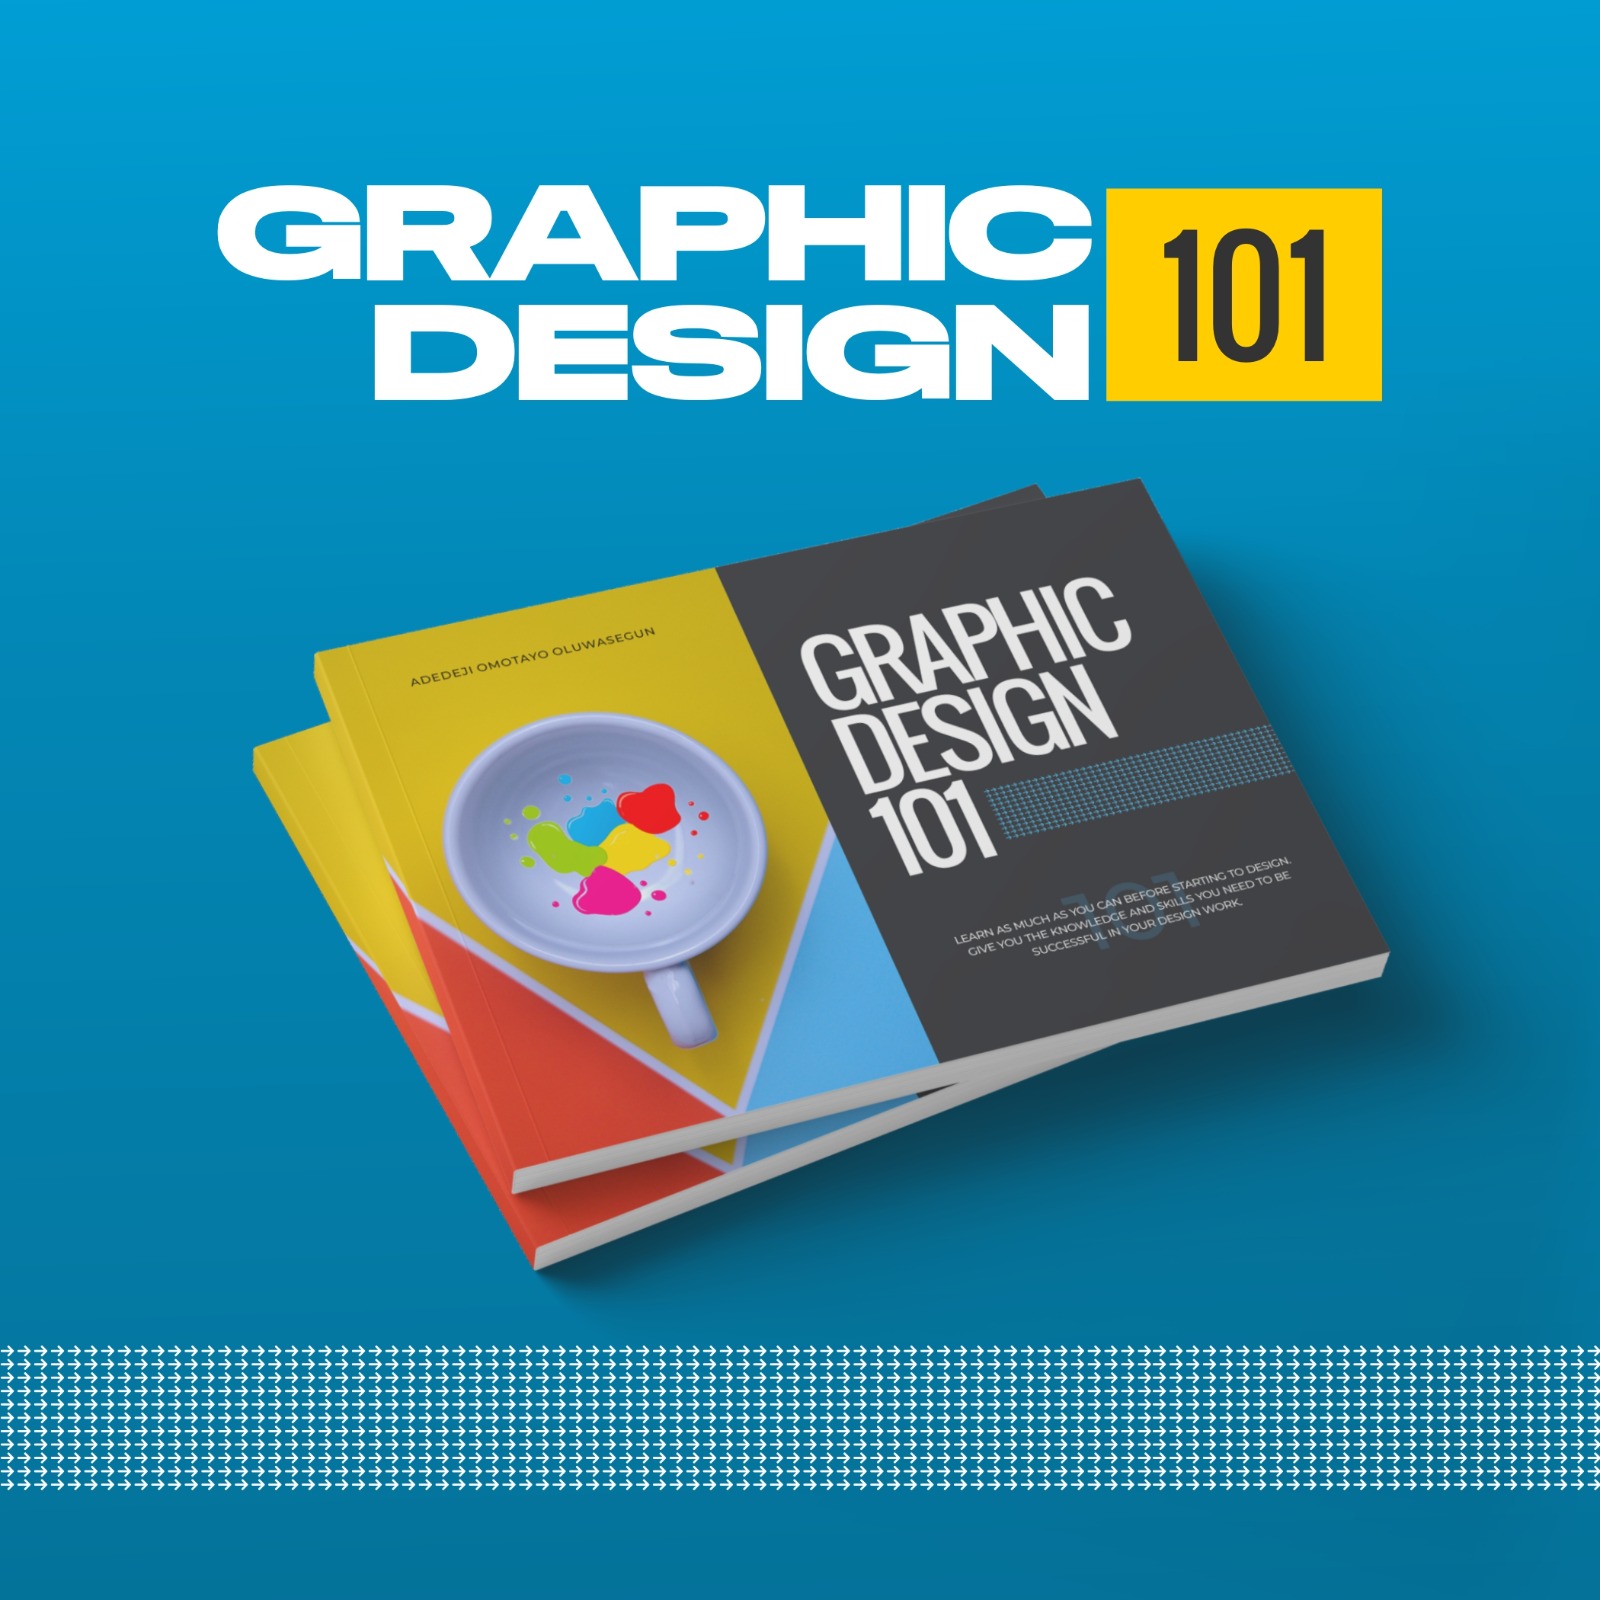 GRAPHIC
DESIGN
101
ADEDEJI OMOTAYO OLUWASEGUN
GRAPHIC
DESIGN
101
101
LEARN AS MUCH AS YOU CAN BEFORE STARTING TO DESIGN.
GIVE YOU THE KNOWLEDGE AND SKILLS YOU NEED TO BE
SUCCESSFUL IN YOUR DESIGN WORK.